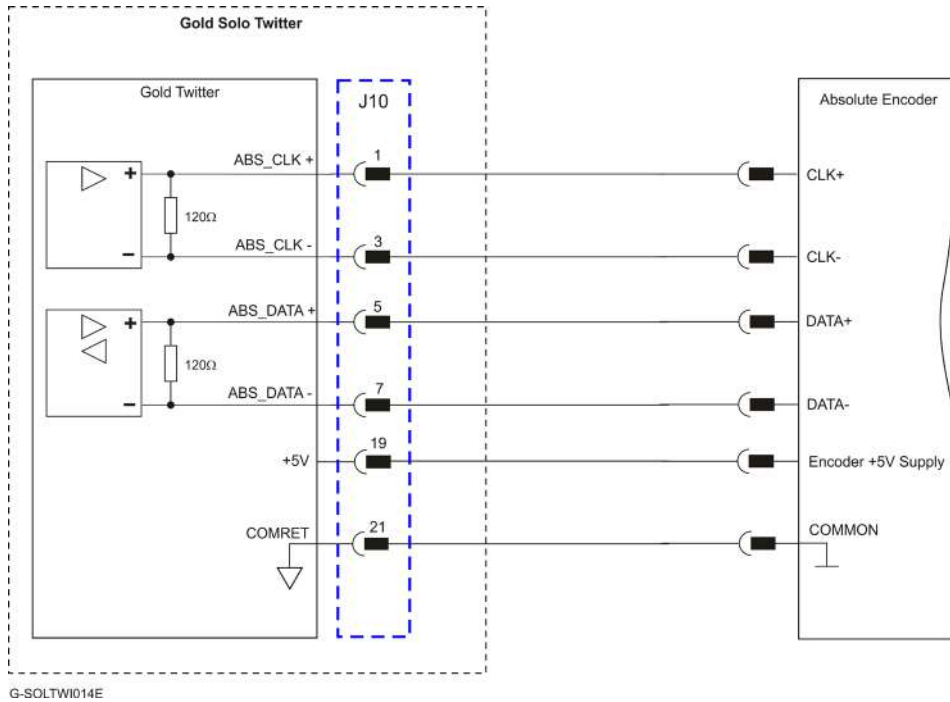 Gold Solo Twitter
Gold Twitter
J10
Absolute Encoder
ABS_CLK +
1
+
CLK+
120Ω
ABS_CLK -
3
-
CLK-
ABS_DATA +
5
+
DATA+
120Ω
ABS_DATA -
7
-
DATA-
+5V
19
Encoder +5V Supply
COMRET
21
COMMON
G-SOLTWI014E